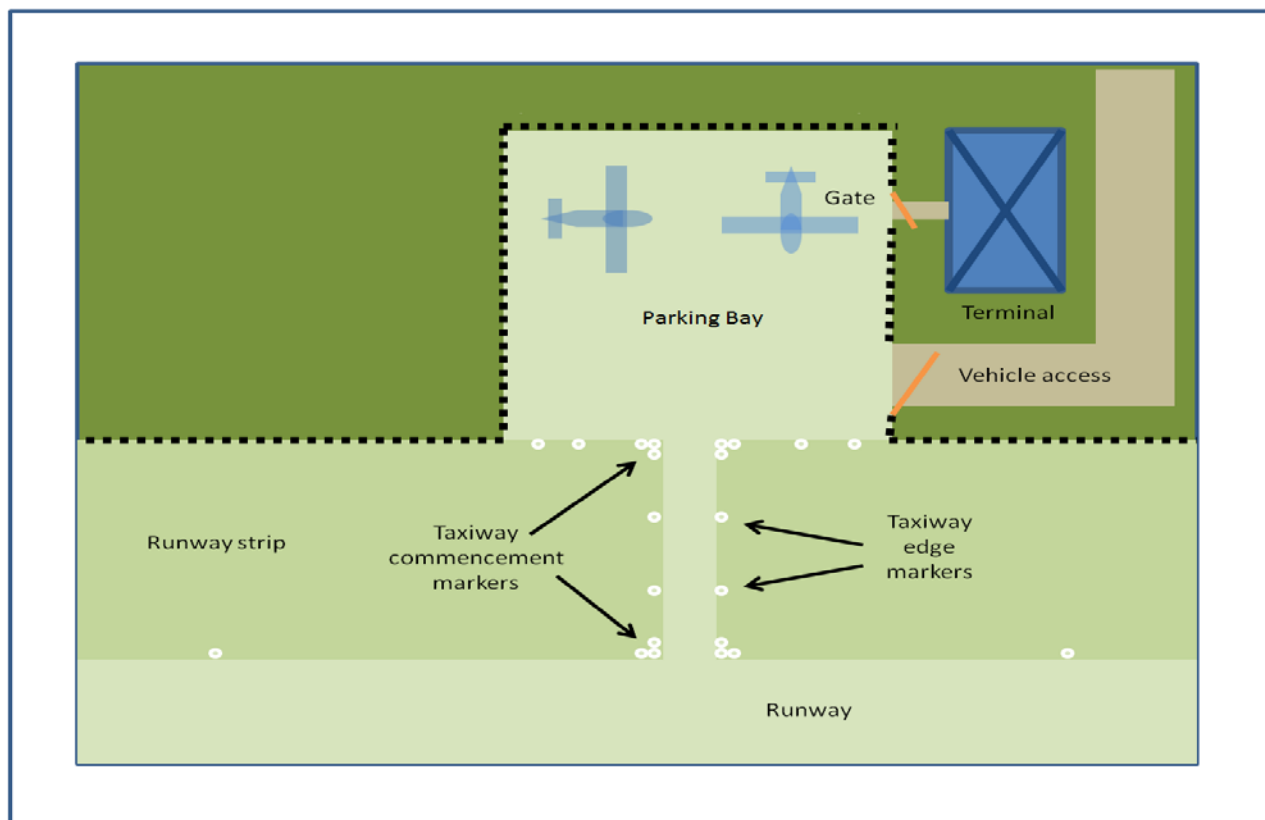 Gate
Parking Bay
Terminal
Vehicle access
Runway strip
Taxiway
commencement
markers
Taxiway
edge
markers
Runway